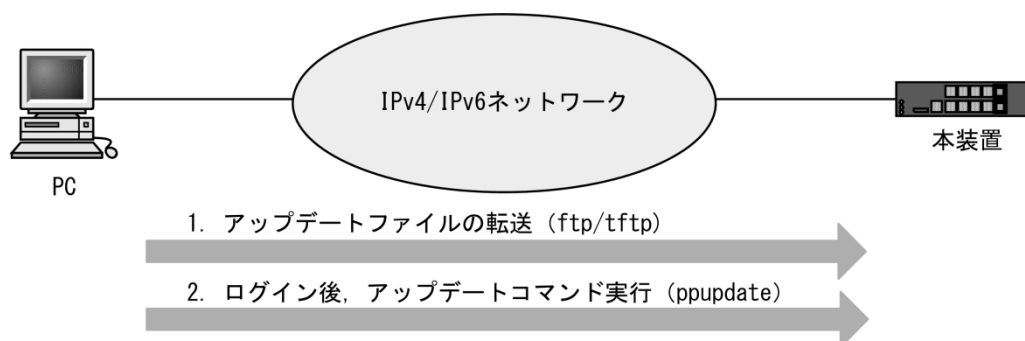 IPv4/IPv6ネットワーク
本装置
PC
1. アップデートファイルの転送 (ftp/tftp)
2. ログイン後, アップデートコマンド実行 (ppupdate)